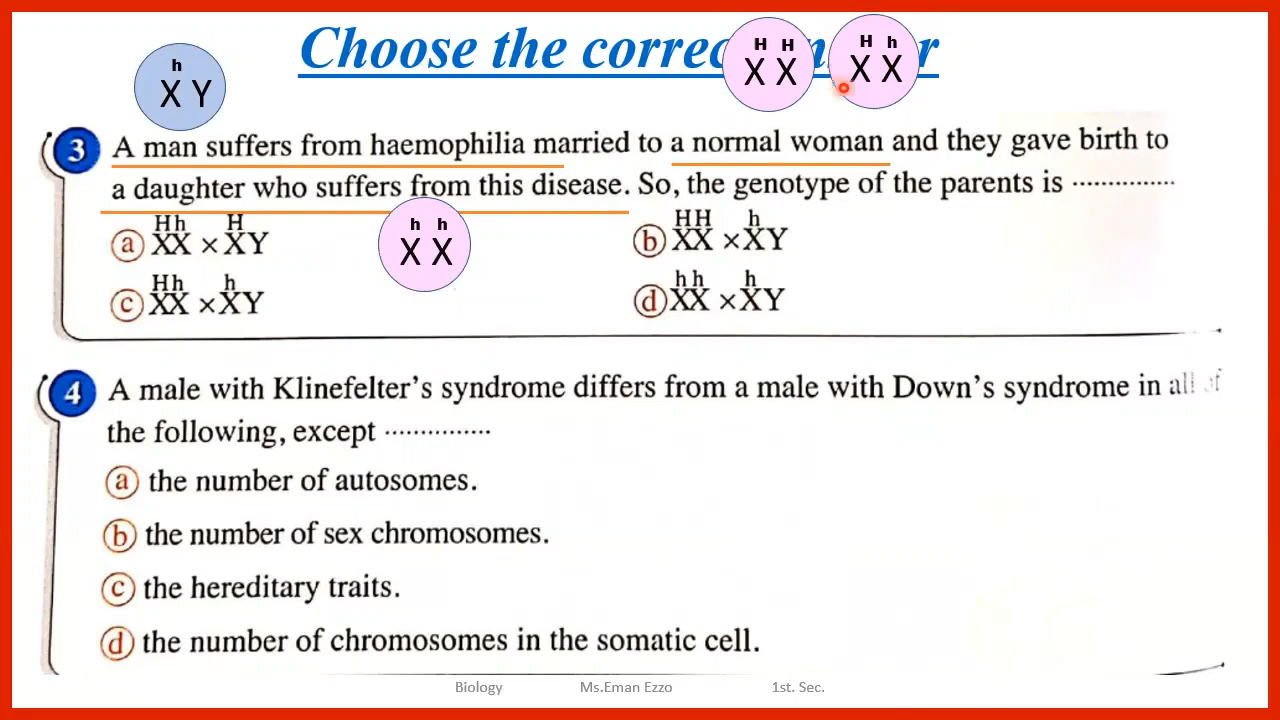 Choose the correc r
h
X Y
H H
X X
H h
X X
3 A man suffers from haemophilia married to a normal woman and they gave birth to
a daughter who suffers from this disease. So, the genotype of the parents is ...............
h h
X X
Hh H
a XX × XY
HH h
b XX × XY
Hh h
c XX × XY
h h h
d XX × XY
4 A male with Klinefelter's syndrome differs from a male with Down's syndrome in all of
the following, except ...............
a the number of autosomes.
b the number of sex chromosomes.
c the hereditary traits.
d the number of chromosomes in the somatic cell.
Biology Ms.Eman Ezzo 1st. Sec.